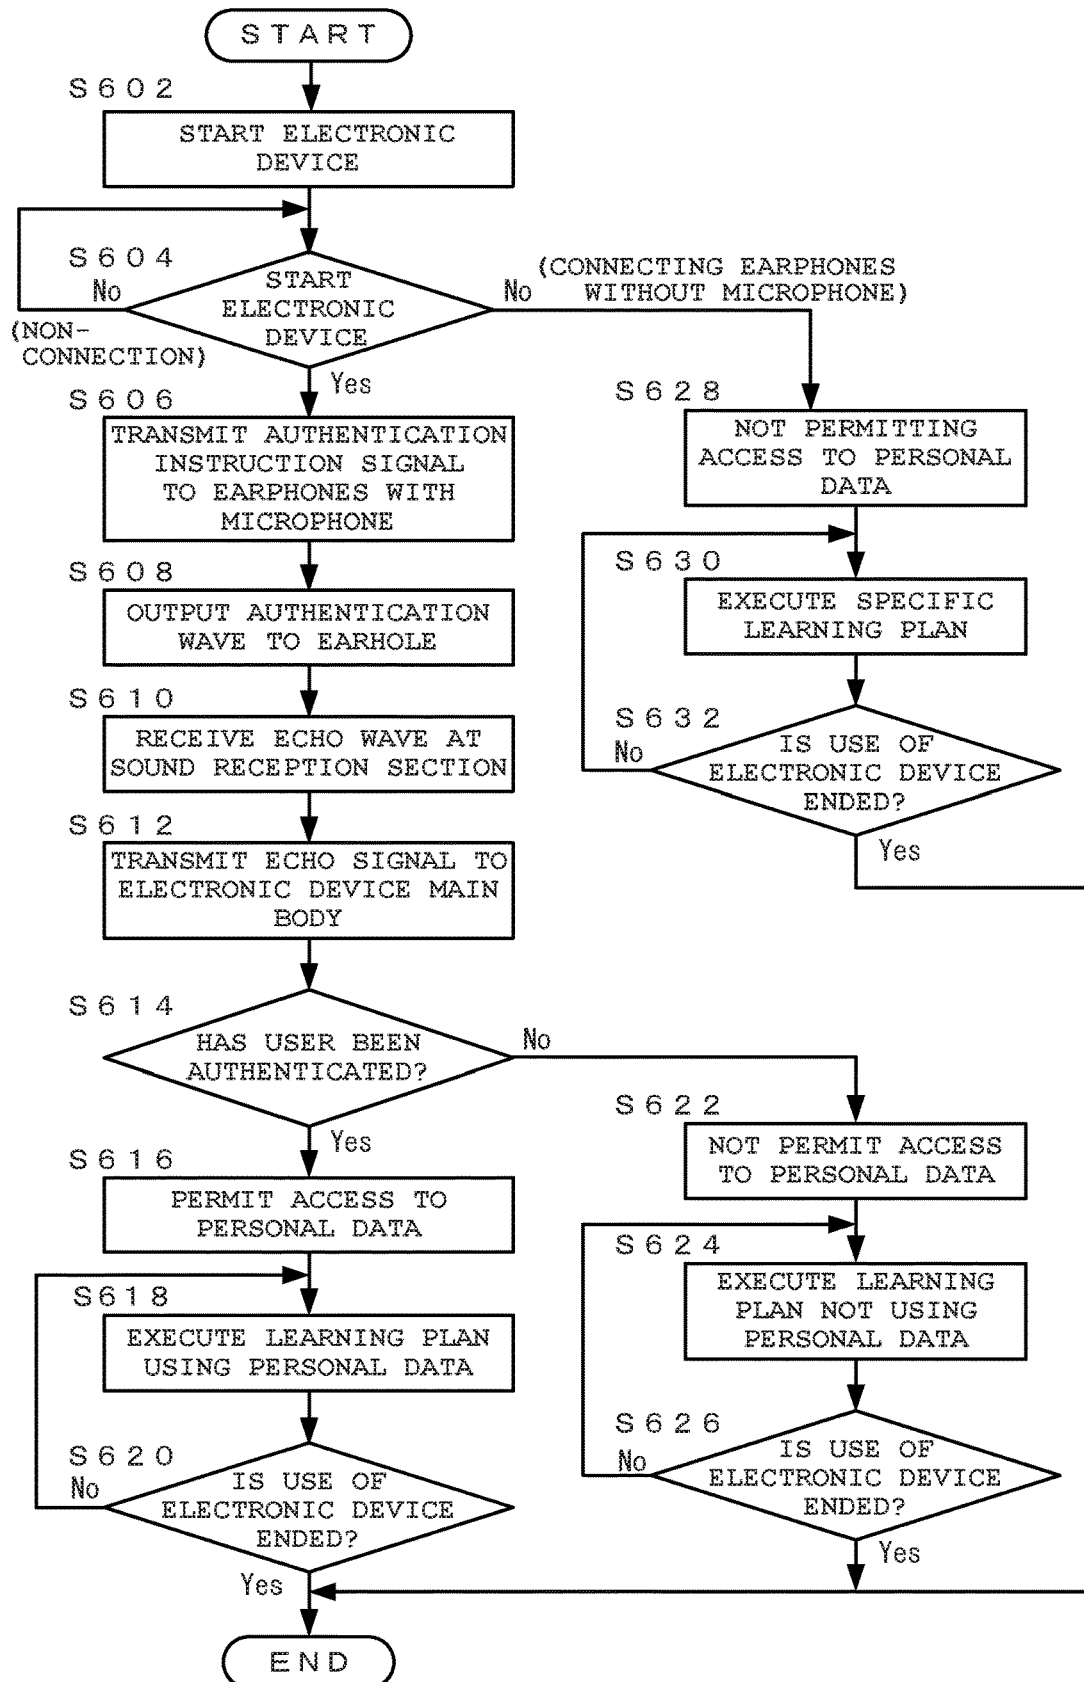 START
S602
START ELECTRONIC
DEVICE
S604
START
ELECTRONIC
DEVICE
No
(NON-
CONNECTION)
No
(CONNECTING EARPHONES
WITHOUT MICROPHONE)
Yes
S606
TRANSMIT AUTHENTICATION
INSTRUCTION SIGNAL
TO EARPHONES WITH
MICROPHONE
S608
OUTPUT AUTHENTICATION
WAVE TO EARHOLE
S610
RECEIVE ECHO WAVE AT
SOUND RECEPTION SECTION
S612
TRANSMIT ECHO SIGNAL TO
ELECTRONIC DEVICE MAIN
BODY
S614
HAS USER BEEN
AUTHENTICATED?
No
Yes
S616
PERMIT ACCESS TO
PERSONAL DATA
S618
EXECUTE LEARNING PLAN
USING PERSONAL DATA
S620
No
IS USE OF
ELECTRONIC DEVICE
ENDED?
Yes
S628
NOT PERMITTING
ACCESS TO PERSONAL
DATA
S630
EXECUTE SPECIFIC
LEARNING PLAN
S632
No
IS USE OF
ELECTRONIC DEVICE
ENDED?
Yes
S622
NOT PERMIT ACCESS
TO PERSONAL DATA
S624
EXECUTE LEARNING
PLAN NOT USING
PERSONAL DATA
S626
No
IS USE OF
ELECTRONIC DEVICE
ENDED?
Yes
END